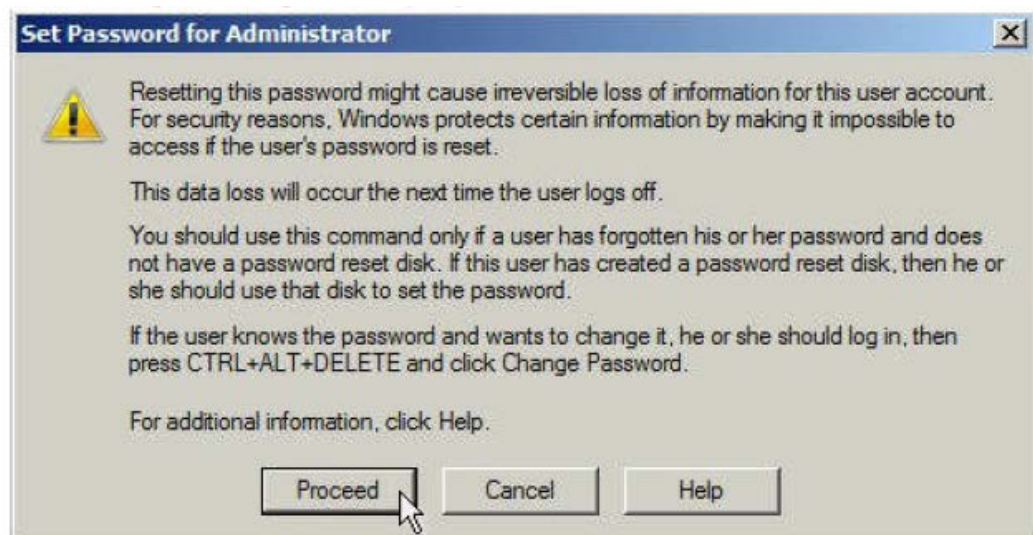 Set Password for Administrator
Resetting this password might cause irreversible loss of information for this user account.
For security reasons, Windows protects certain information by making it impossible to
access if the user's password is reset.
This data loss will occur the next time the user logs off.
You should use this command only if a user has forgotten his or her password and does
not have a password reset disk. If this user has created a password reset disk, then he or
she should use that disk to set the password.
If the user knows the password and wants to change it, he or she should log in, then
press CTRL+ALT+DELETE and click Change Password.
For additional information, click Help.
Proceed Cancel Help